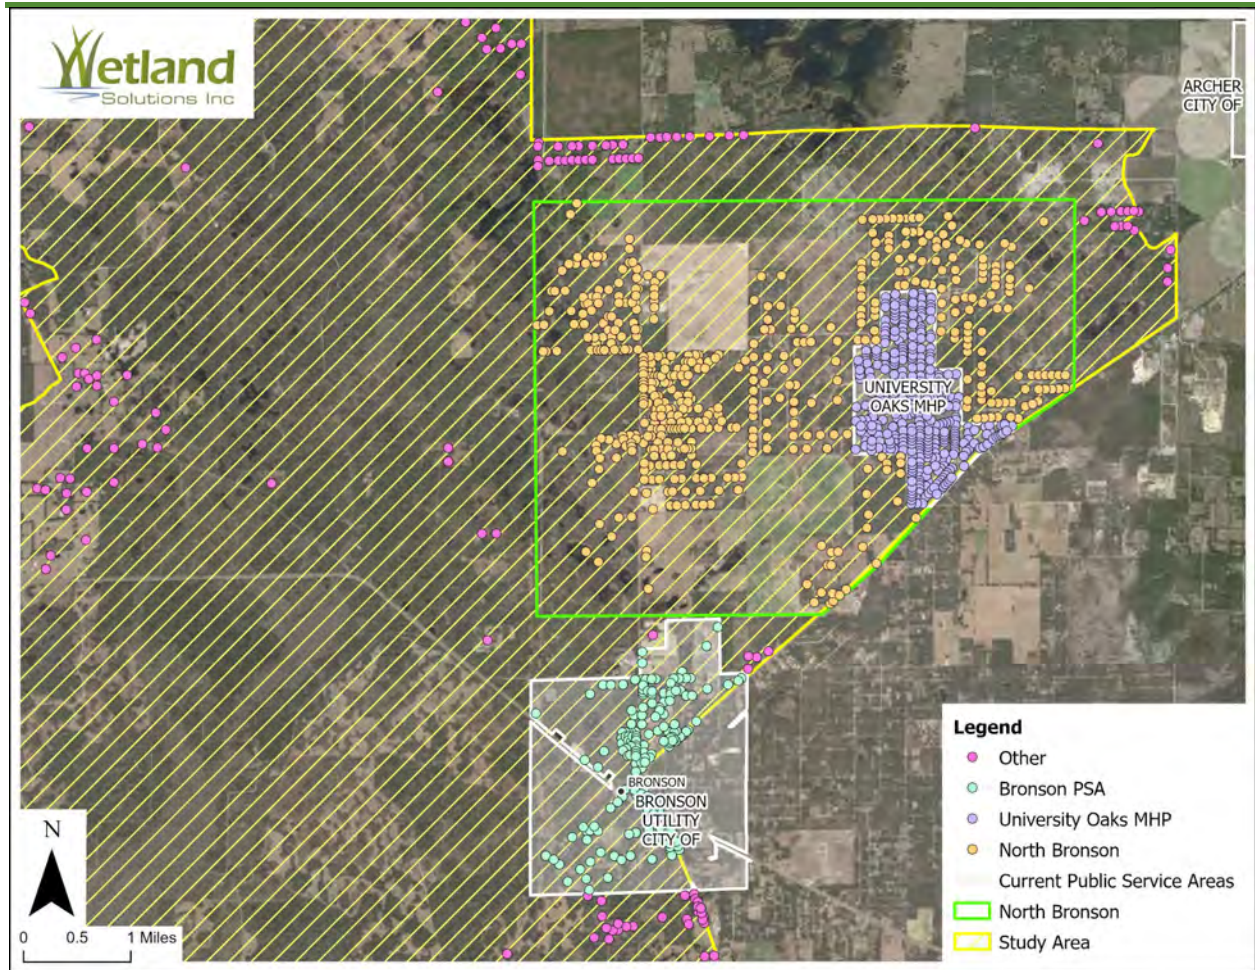 Wetland
Solutions Inc
ARCHER
CITY OF
UNIVERSITY
OAKS MHP
BRONSON
BRONSON
UTILITY
CITY OF
Legend
Other
Bronson PSA
University Oaks MHP
North Bronson
Current Public Service Areas
North Bronson
Study Area
N
0 0.5 1 Miles